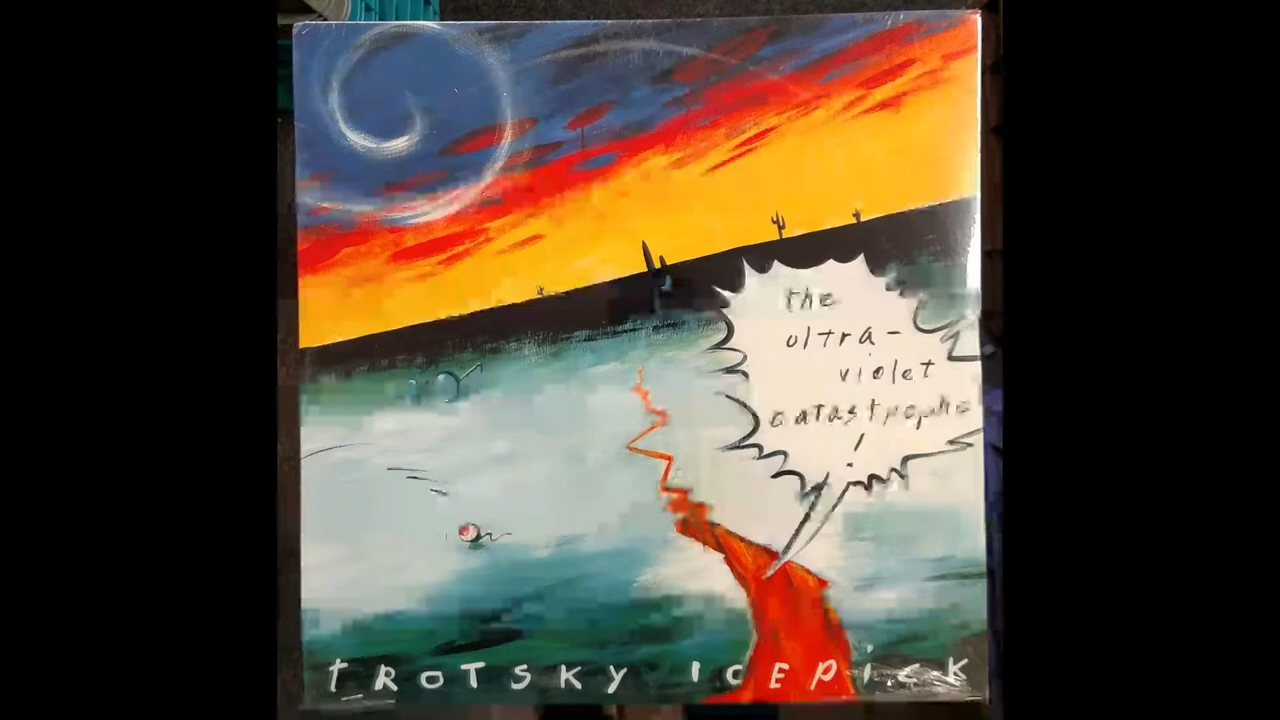 the
ultra-
violet
catastrophe
!
tROTSKY ICEPiCK